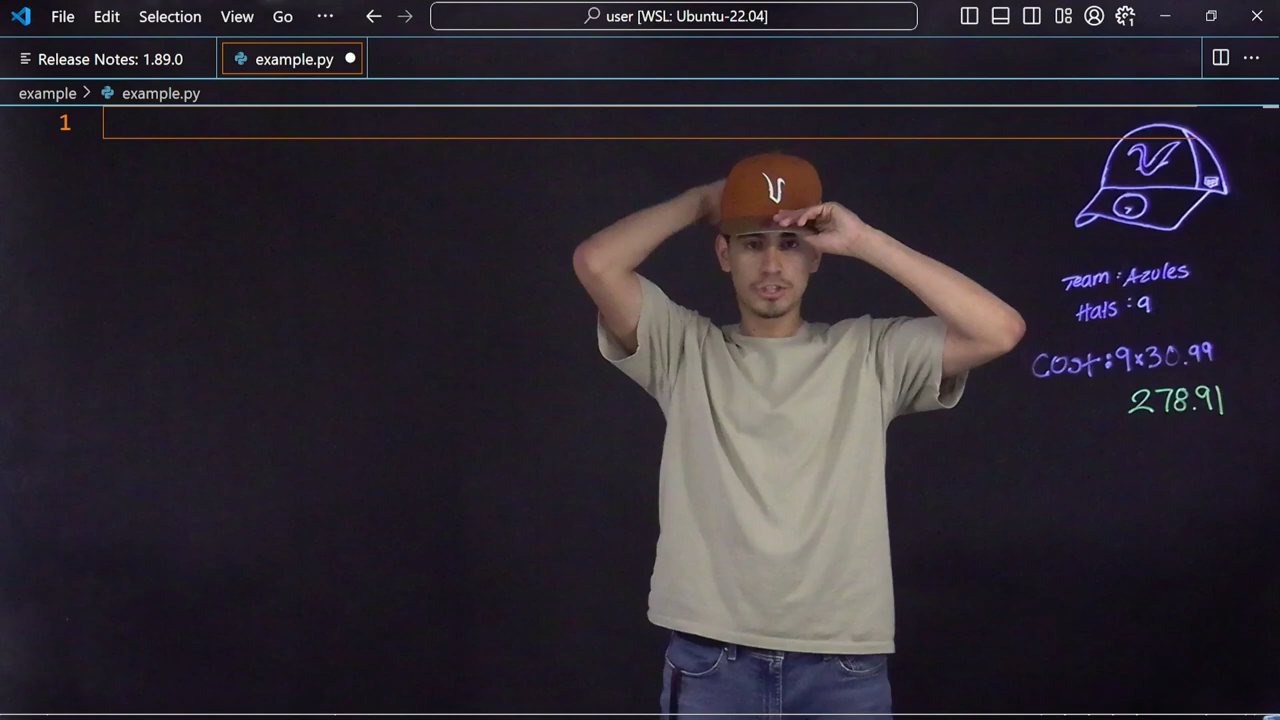 File Edit Selection View Go ··· user [WSL: Ubuntu-22.04]
Release Notes: 1.89.0 example.py
example > example.py
1
V
V
Team: Azules
Hats: 9
Cost: 9x30.99
278.91